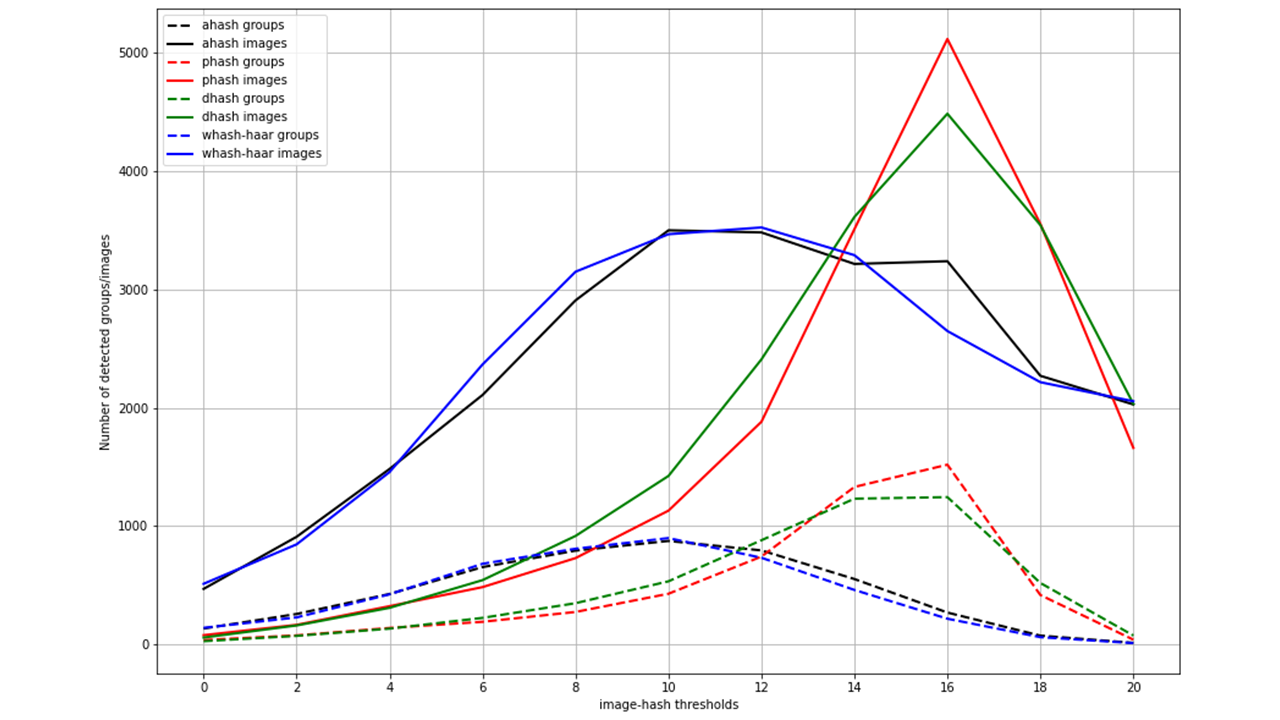 ahash groups
ahash images
phash groups
phash images
dhash groups
dhash images
whash-haar groups
whash-haar images
Number of detected groups/images
5000
4000
3000
2000
1000
0
0 2 4 6 8 10 12 14 16 18 20
image-hash thresholds